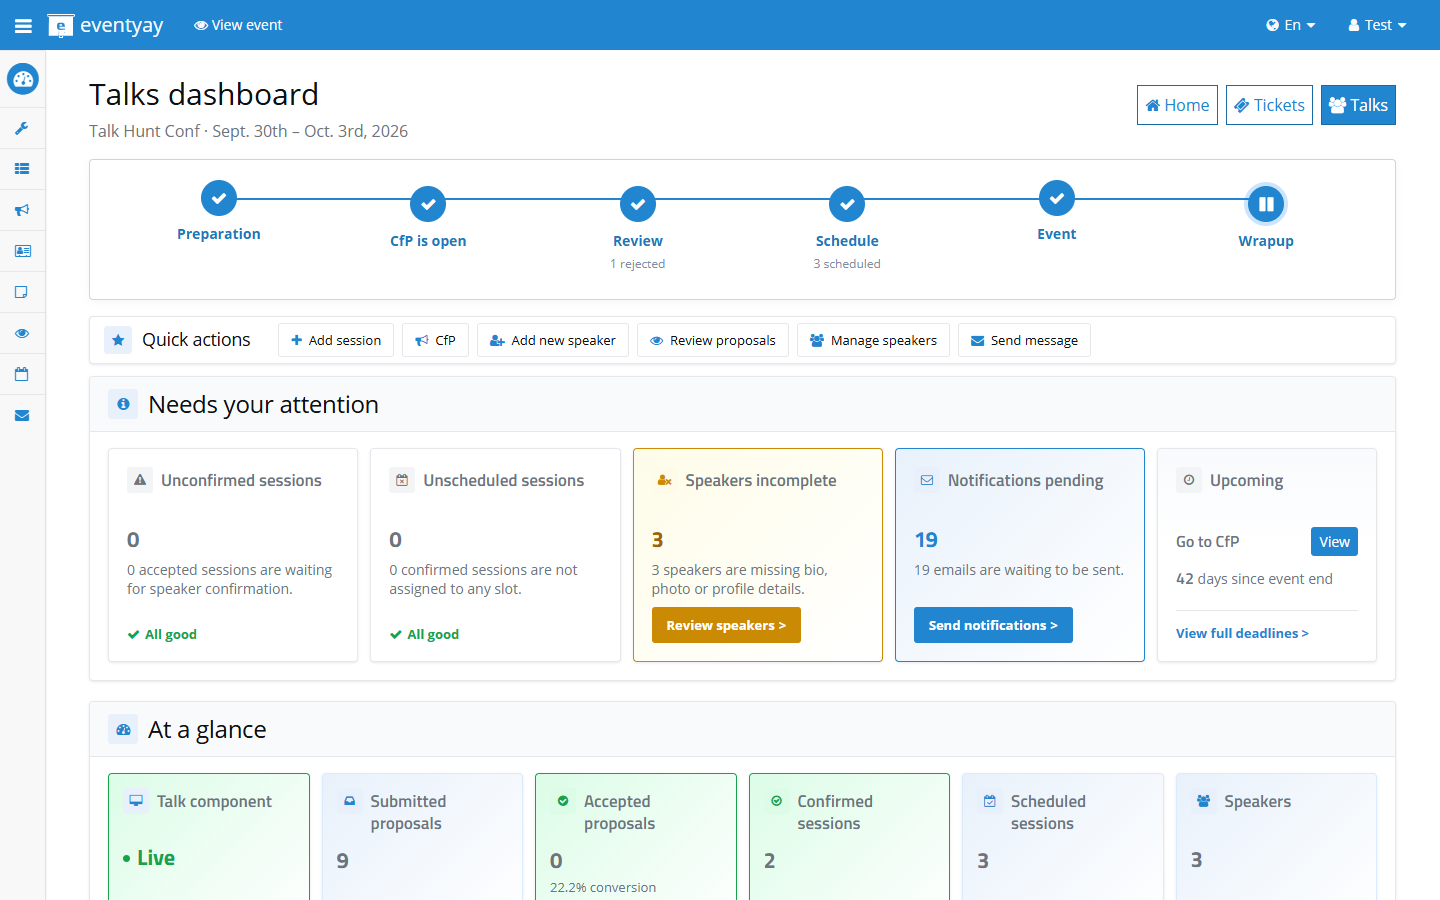 eventyay
View event
En
Test
Talks dashboard
Talk Hunt Conf · Sept. 30th – Oct. 3rd, 2026
Home
Tickets
Talks
Preparation
CfP is open
Review
1 rejected
Schedule
3 scheduled
Event
Wrapup
Quick actions
Add session
CfP
Add new speaker
Review proposals
Manage speakers
Send message
Needs your attention
Unconfirmed sessions
0
0 accepted sessions are waiting
for speaker confirmation.
All good
Unscheduled sessions
0
0 confirmed sessions are not
assigned to any slot.
All good
Speakers incomplete
3
3 speakers are missing bio,
photo or profile details.
Review speakers >
Notifications pending
19
19 emails are waiting to be sent.
Send notifications >
Upcoming
Go to CfP
View
42 days since event end
View full deadlines >
At a glance
Talk component
• Live
Submitted
proposals
9
Accepted
proposals
0
22.2% conversion
Confirmed
sessions
2
Scheduled
sessions
3
Speakers
3